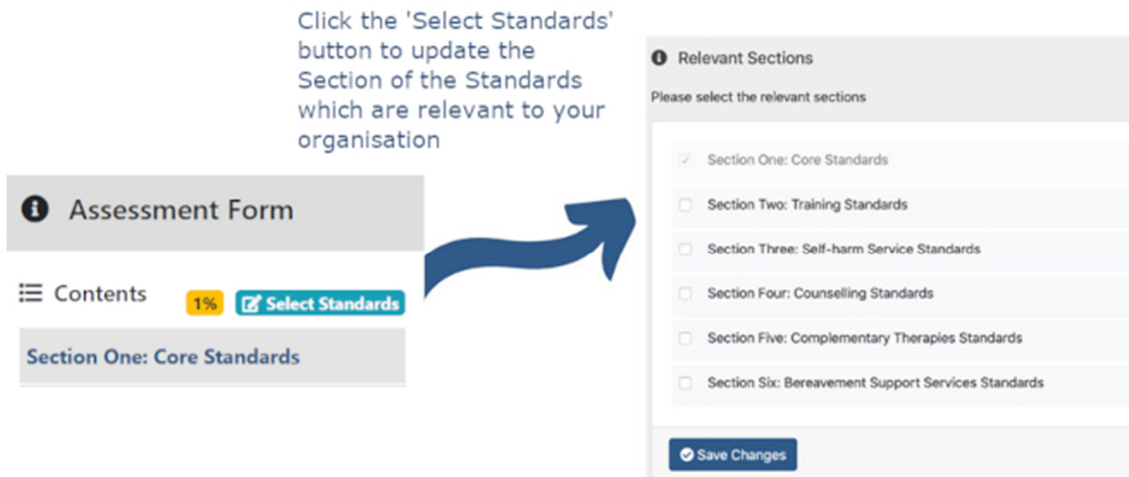 Click the 'Select Standards'
button to update the
Section of the Standards
which are relevant to your
organisation
Assessment Form
Contents
1%
Select Standards
Section One: Core Standards
Relevant Sections
Please select the relevant sections
Section One: Core Standards
Section Two: Training Standards
Section Three: Self-harm Service Standards
Section Four: Counselling Standards
Section Five: Complementary Therapies Standards
Section Six: Bereavement Support Services Standards
Save Changes